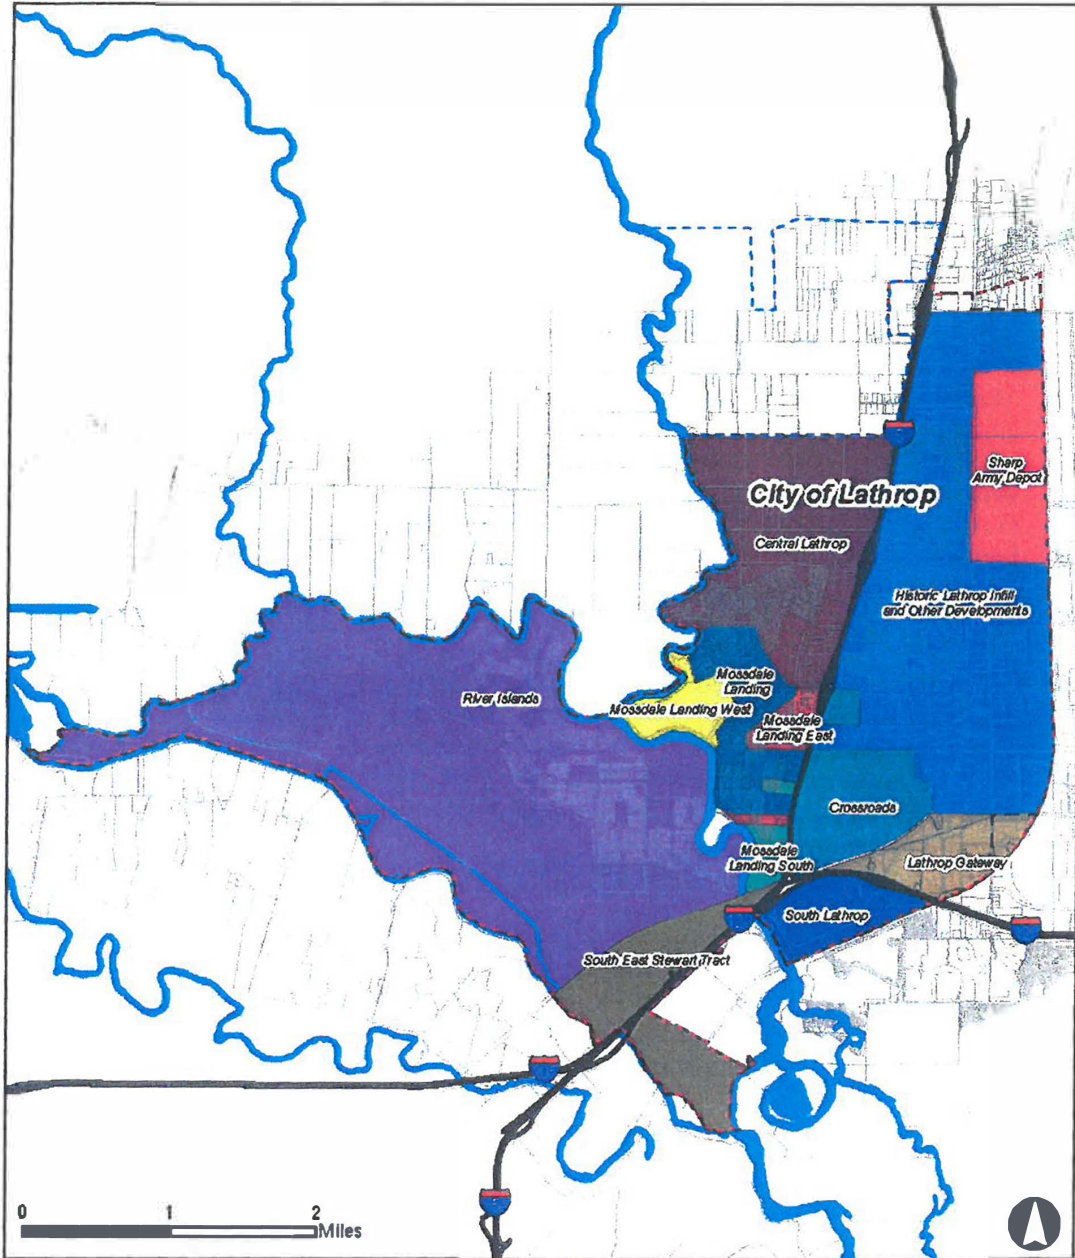 Sharp
Army Depot
City of Lathrop
Central Lathrop
Historic Lathrop Infill
and Other Developments
River Islands
Mossdale
Landing
Mossdale Landing West
Mossdale
Landing East
Crossroads
Mossdale
Landing South
Lathrop Gateway
South Lathrop
South East Stewart Tract
0 1 2
Miles